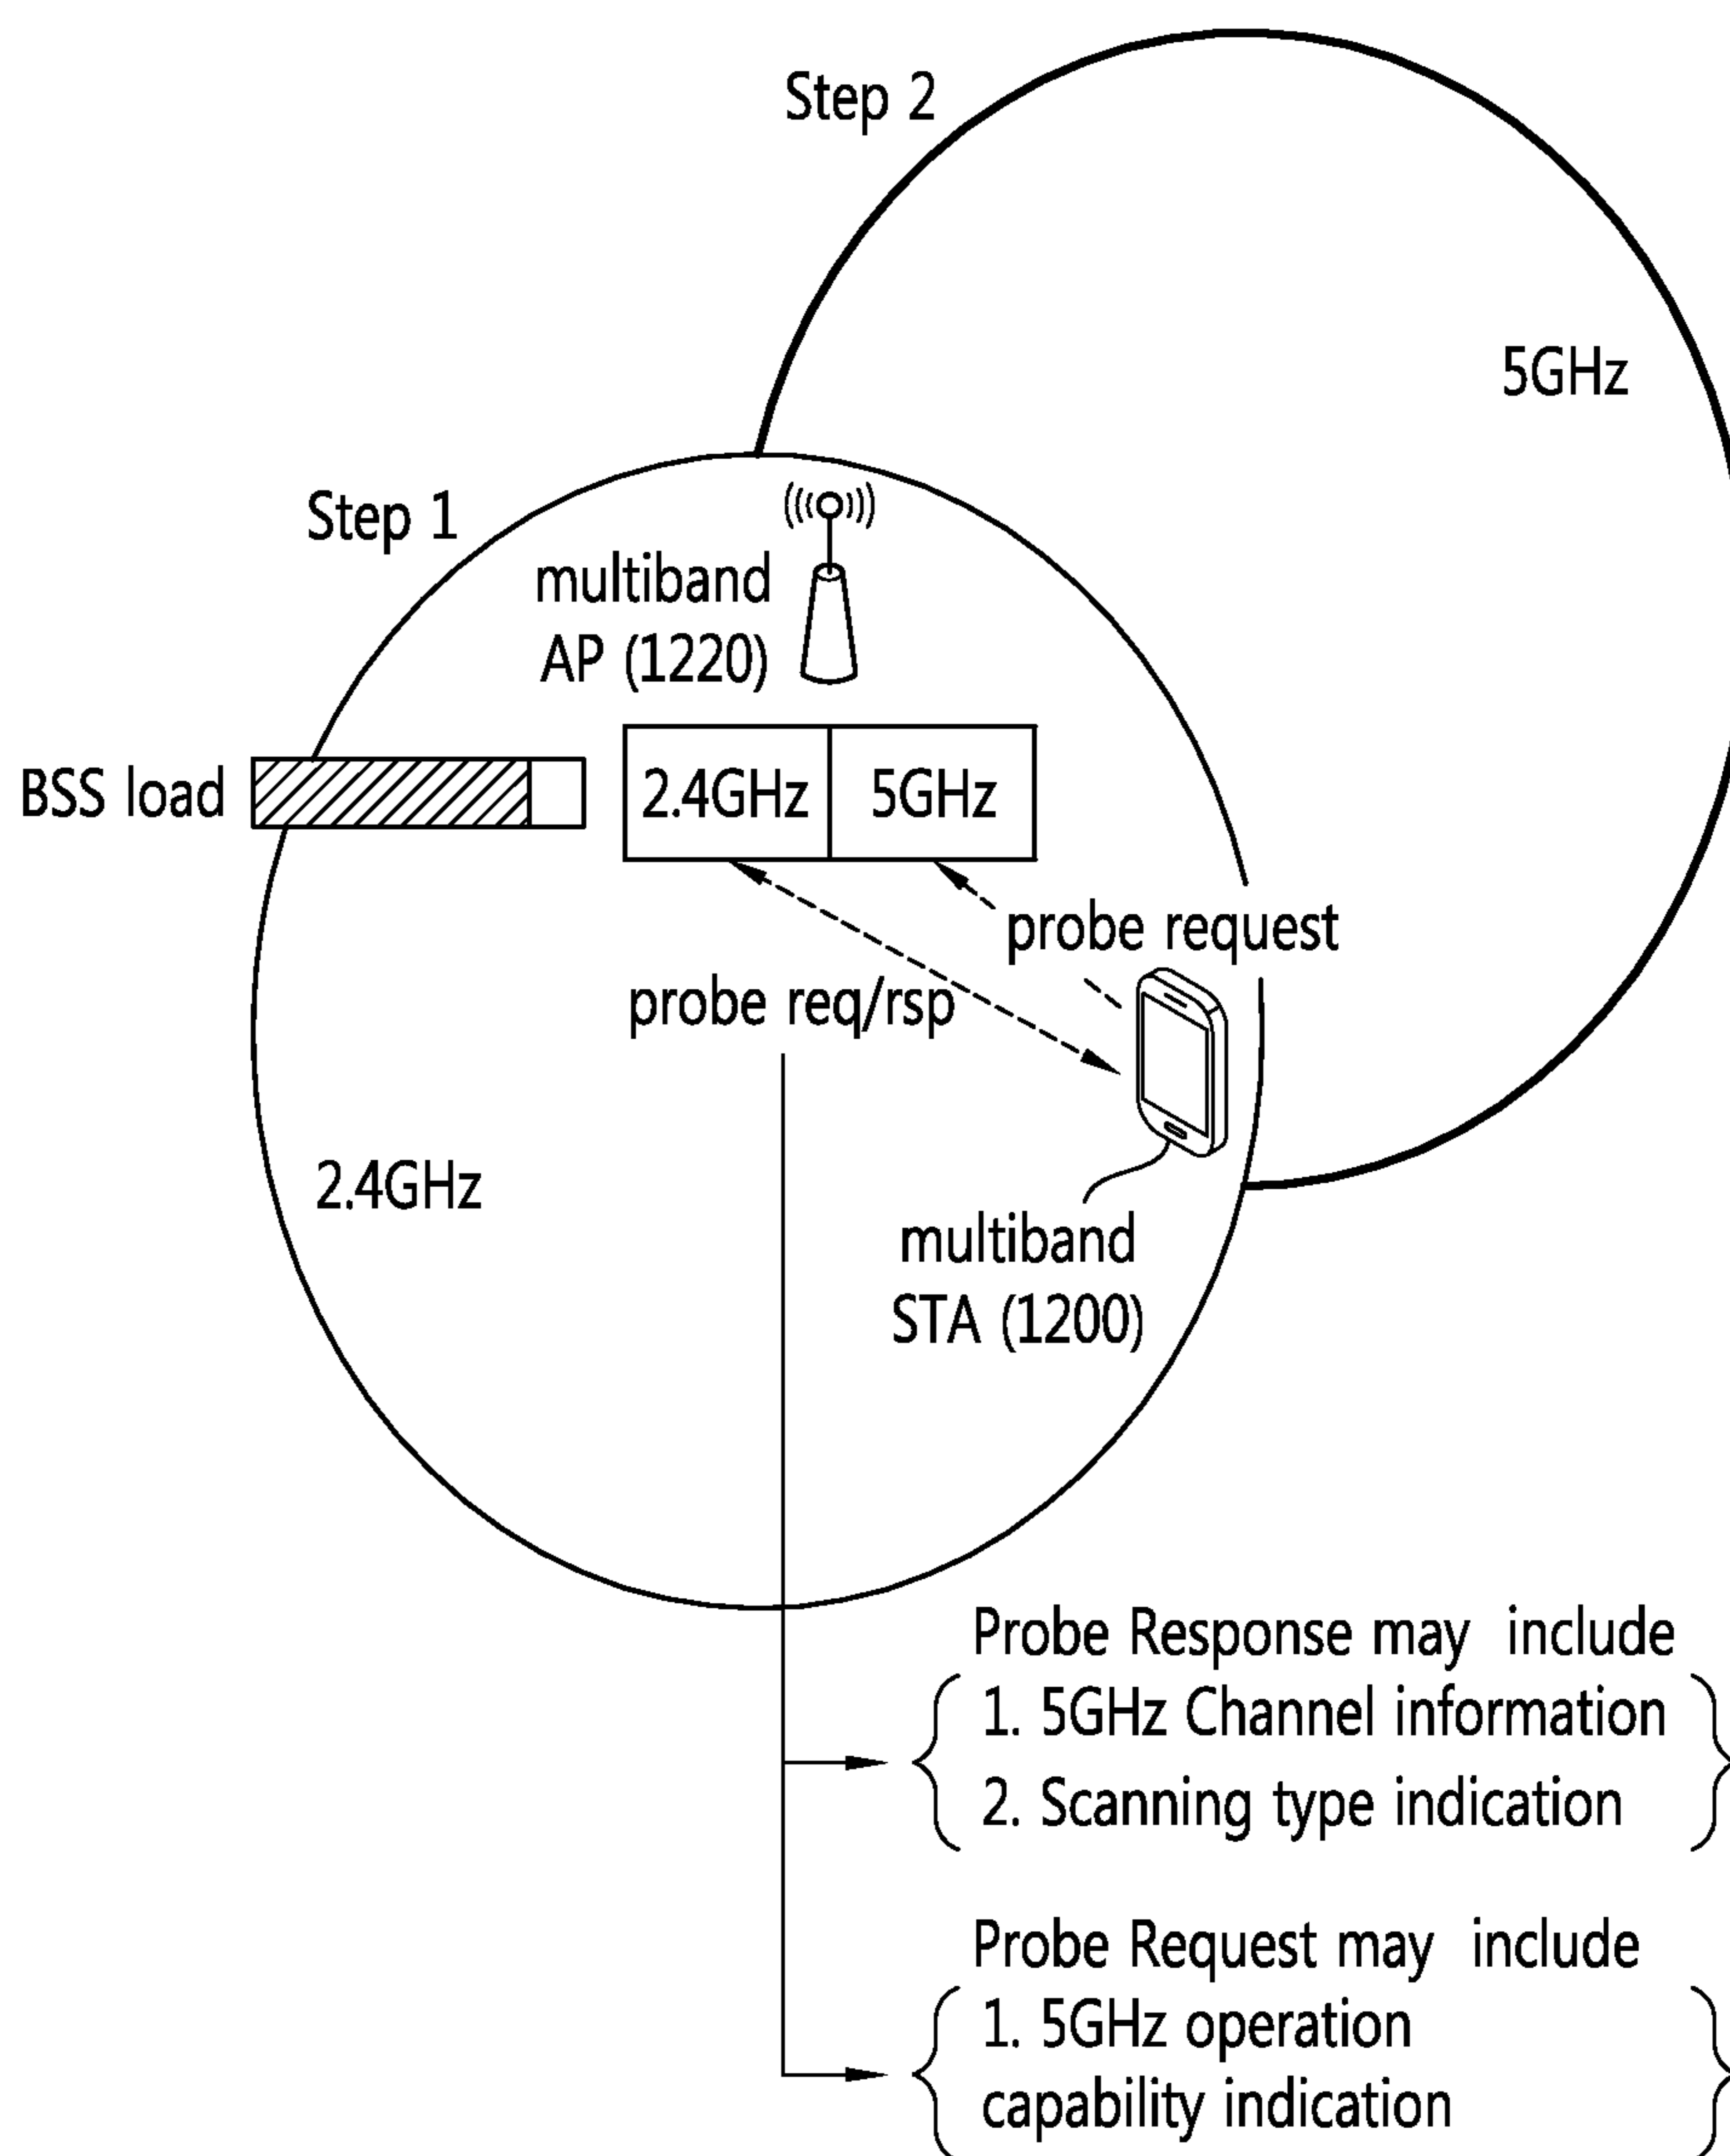 Step 2
5GHz
Step 1
multiband
AP (1220)
BSS load
2.4GHz
5GHz
probe request
probe req/rsp
2.4GHz
multiband
STA (1200)
Probe Response may include
1. 5GHz Channel information
2. Scanning type indication
Probe Request may include
1. 5GHz operation
capability indication